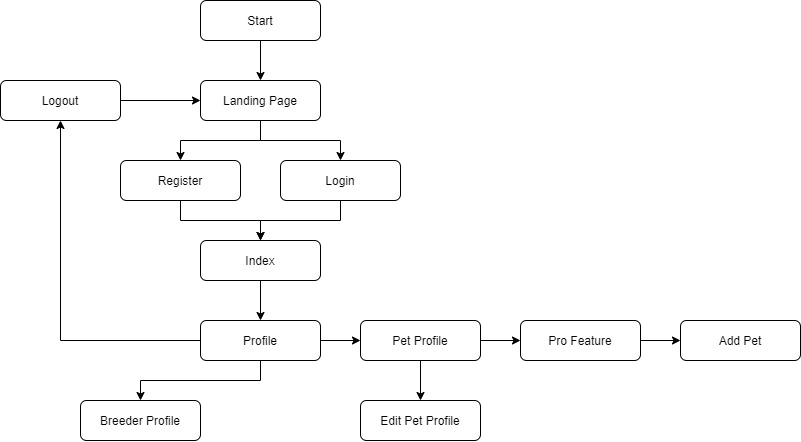 Start
Logout
Landing Page
Register
Login
Index
Profile
Pet Profile
Pro Feature
Add Pet
Breeder Profile
Edit Pet Profile